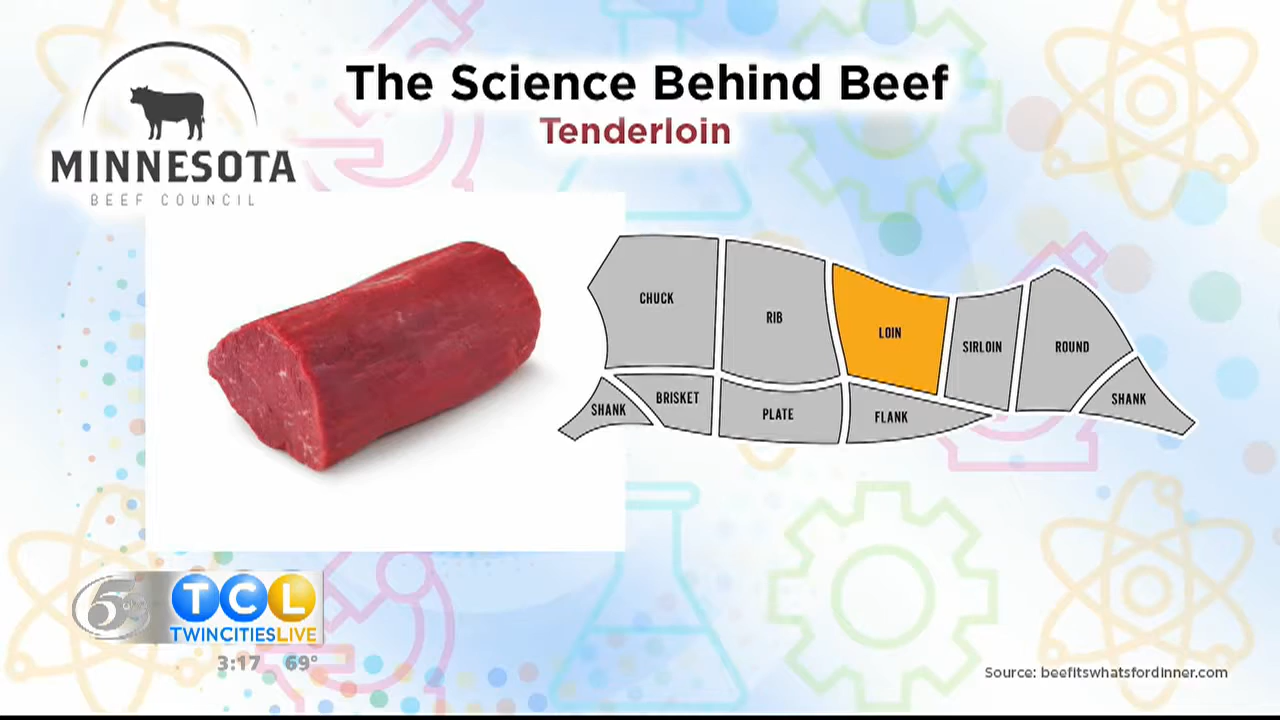 The Science Behind Beef
Tenderloin
MINNESOTA
BEEF COUNCIL
CHUCK
RIB
LOIN
SIRLOIN
ROUND
SHANK
BRISKET
PLATE
FLANK
SHANK
5 abc
TCL
TWINCITIESLIVE
3:17 69°
Source: beefitswhatsfordinner.com